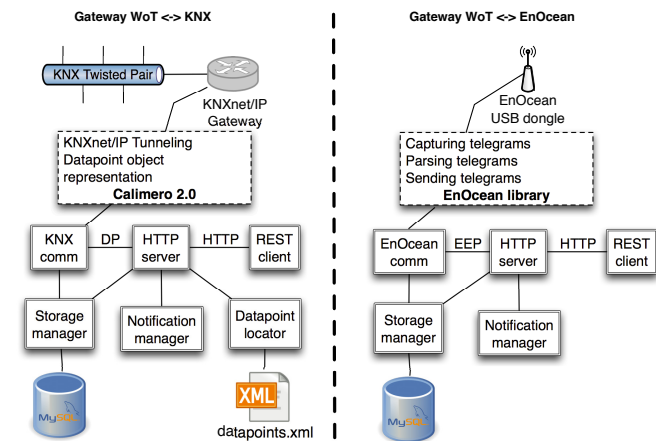 Gateway WoT <-> KNX
KNX Twisted Pair
KNXnet/IP
Gateway
KNXnet/IP Tunneling
Datapoint object
representation
Calimero 2.0
KNX
comm
DP
HTTP
server
HTTP
REST
client
Storage
manager
Notification
manager
Datapoint
locator
MySQL
XML
datapoints.xml
Gateway WoT <-> EnOcean
EnOcean
USB dongle
Capturing telegrams
Parsing telegrams
Sending telegrams
EnOcean library
EnOcean
comm
EEP
HTTP
server
HTTP
REST
client
Storage
manager
Notification
manager
MySQL